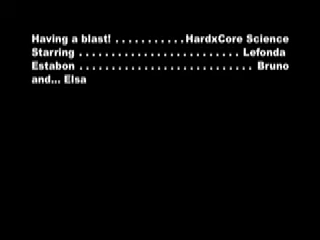 Having a blast! . . . . . . . . . . . HardxCore Science
Starring . . . . . . . . . . . . . . . . . . . . . . . . . Lefonda
Estabon . . . . . . . . . . . . . . . . . . . . . . . . . . . Bruno
and... Elsa